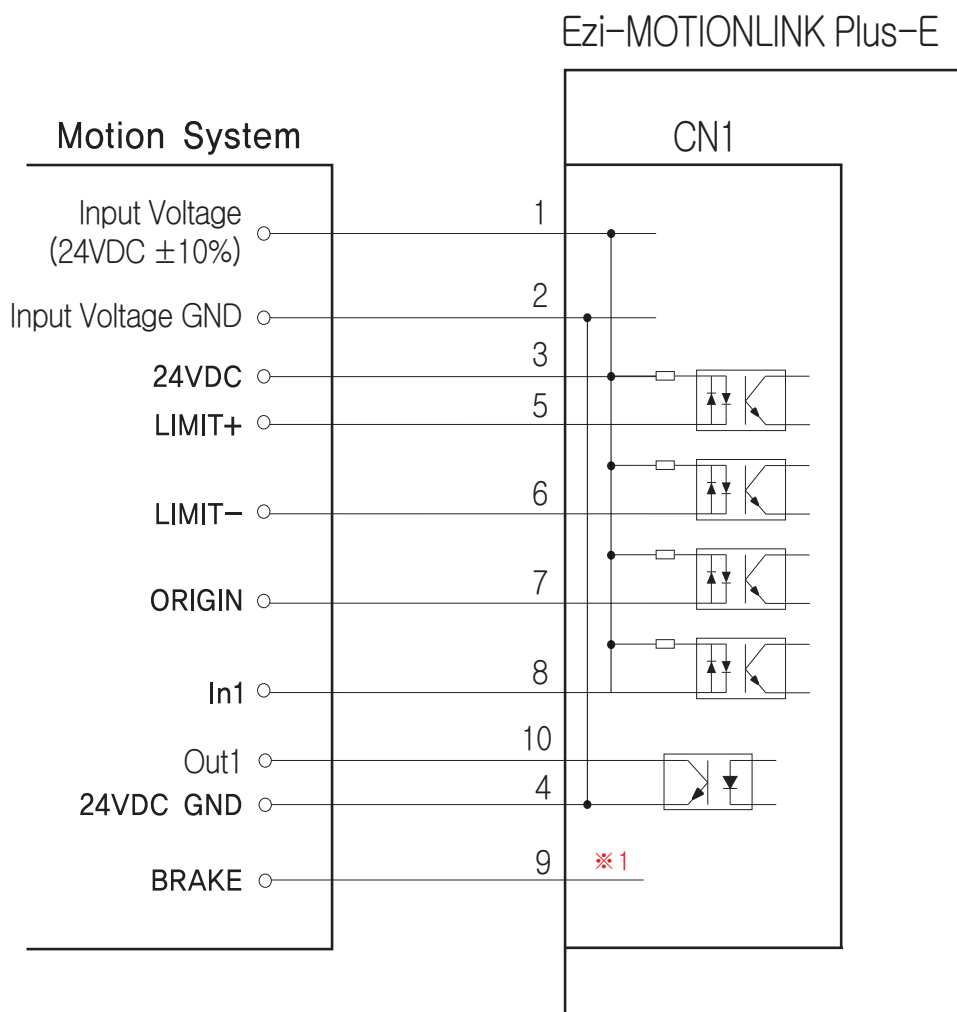 Ezi-MOTIONLINK Plus-E
Motion System
CN1
Input Voltage
(24VDC ±10%)
1
Input Voltage GND
2
24VDC
3
LIMIT+
5
LIMIT-
6
ORIGIN
7
In1
8
Out1
10
24VDC GND
4
BRAKE
9
※1